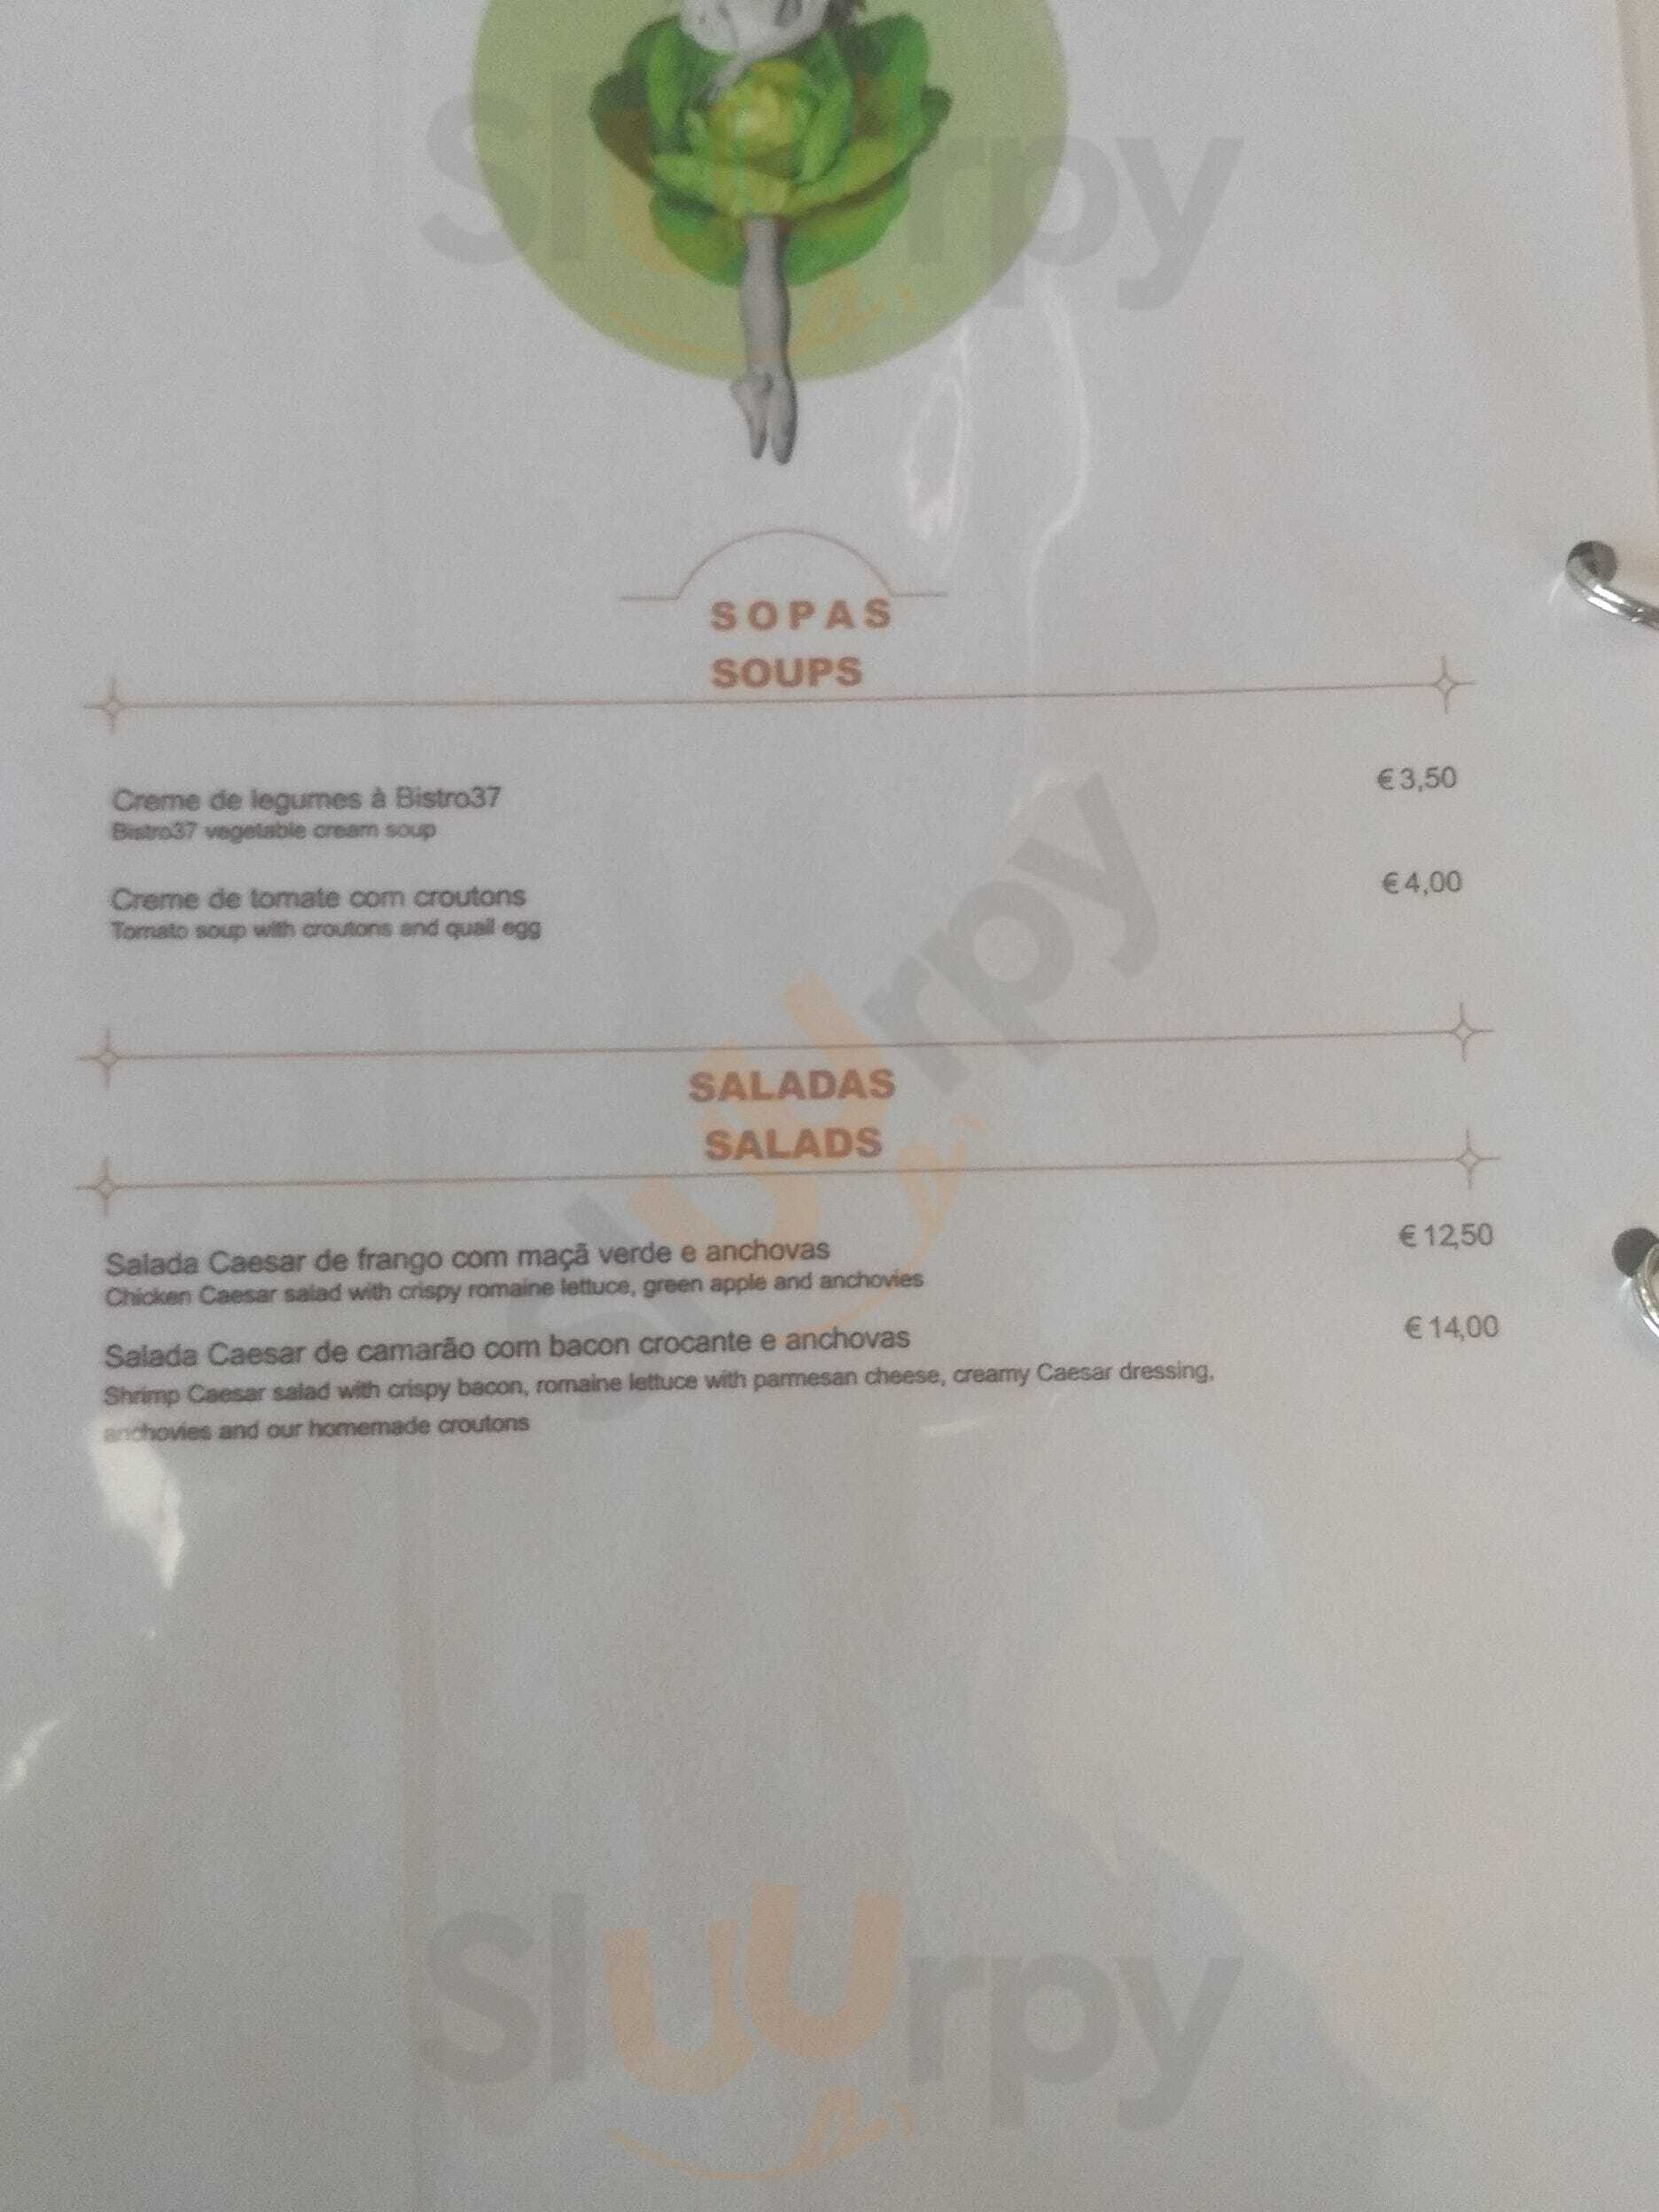 Sluurpy
SOPAS
SOUPS
Creme de legumes à Bistro37 €3,50
Bistro37 vegetable cream soup
Creme de tomate com croutons €4,00
Tomato soup with croutons and quail egg
Sluurpy
SALADAS
SALADS
Salada Caesar de frango com maçã verde e anchovas €12,50
Chicken Caesar salad with crispy romaine lettuce, green apple and anchovies
Salada Caesar de camarão com bacon crocante e anchovas €14,00
Shrimp Caesar salad with crispy bacon, romaine lettuce with parmesan cheese, creamy Caesar dressing,
anchovies and our homemade croutons
Sluurpy